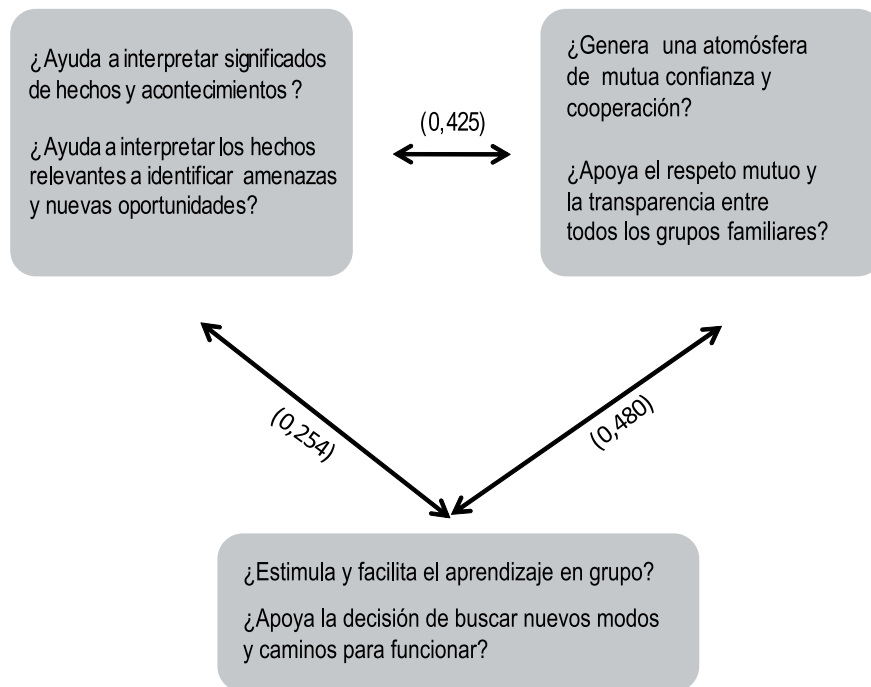 ¿Ayuda a interpretar significados
de hechos y acontecimientos ?
¿Ayuda a interpretar los hechos
relevantes a identificar amenazas
y nuevas oportunidades?
(0,425)
¿Genera una atomósfera
de mutua confianza y
cooperación?
¿Apoya el respeto mutuo y
la transparencia entre
todos los grupos familiares?
(0,254)
(0,480)
¿Estimula y facilita el aprendizaje en grupo?
¿Apoya la decisión de buscar nuevos modos
y caminos para funcionar?